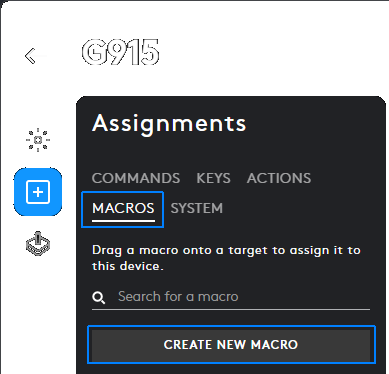 G915
Assignments
COMMANDS KEYS ACTIONS
MACROS SYSTEM
Drag a macro onto a target to assign it to
this device.
Search for a macro
CREATE NEW MACRO